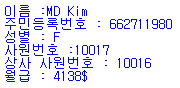 이름 :MD Kim
주민등록번호 : 662711980
성별 : F
사원번호 :10017
상사 사원번호 : 10016
월급 : 4138$